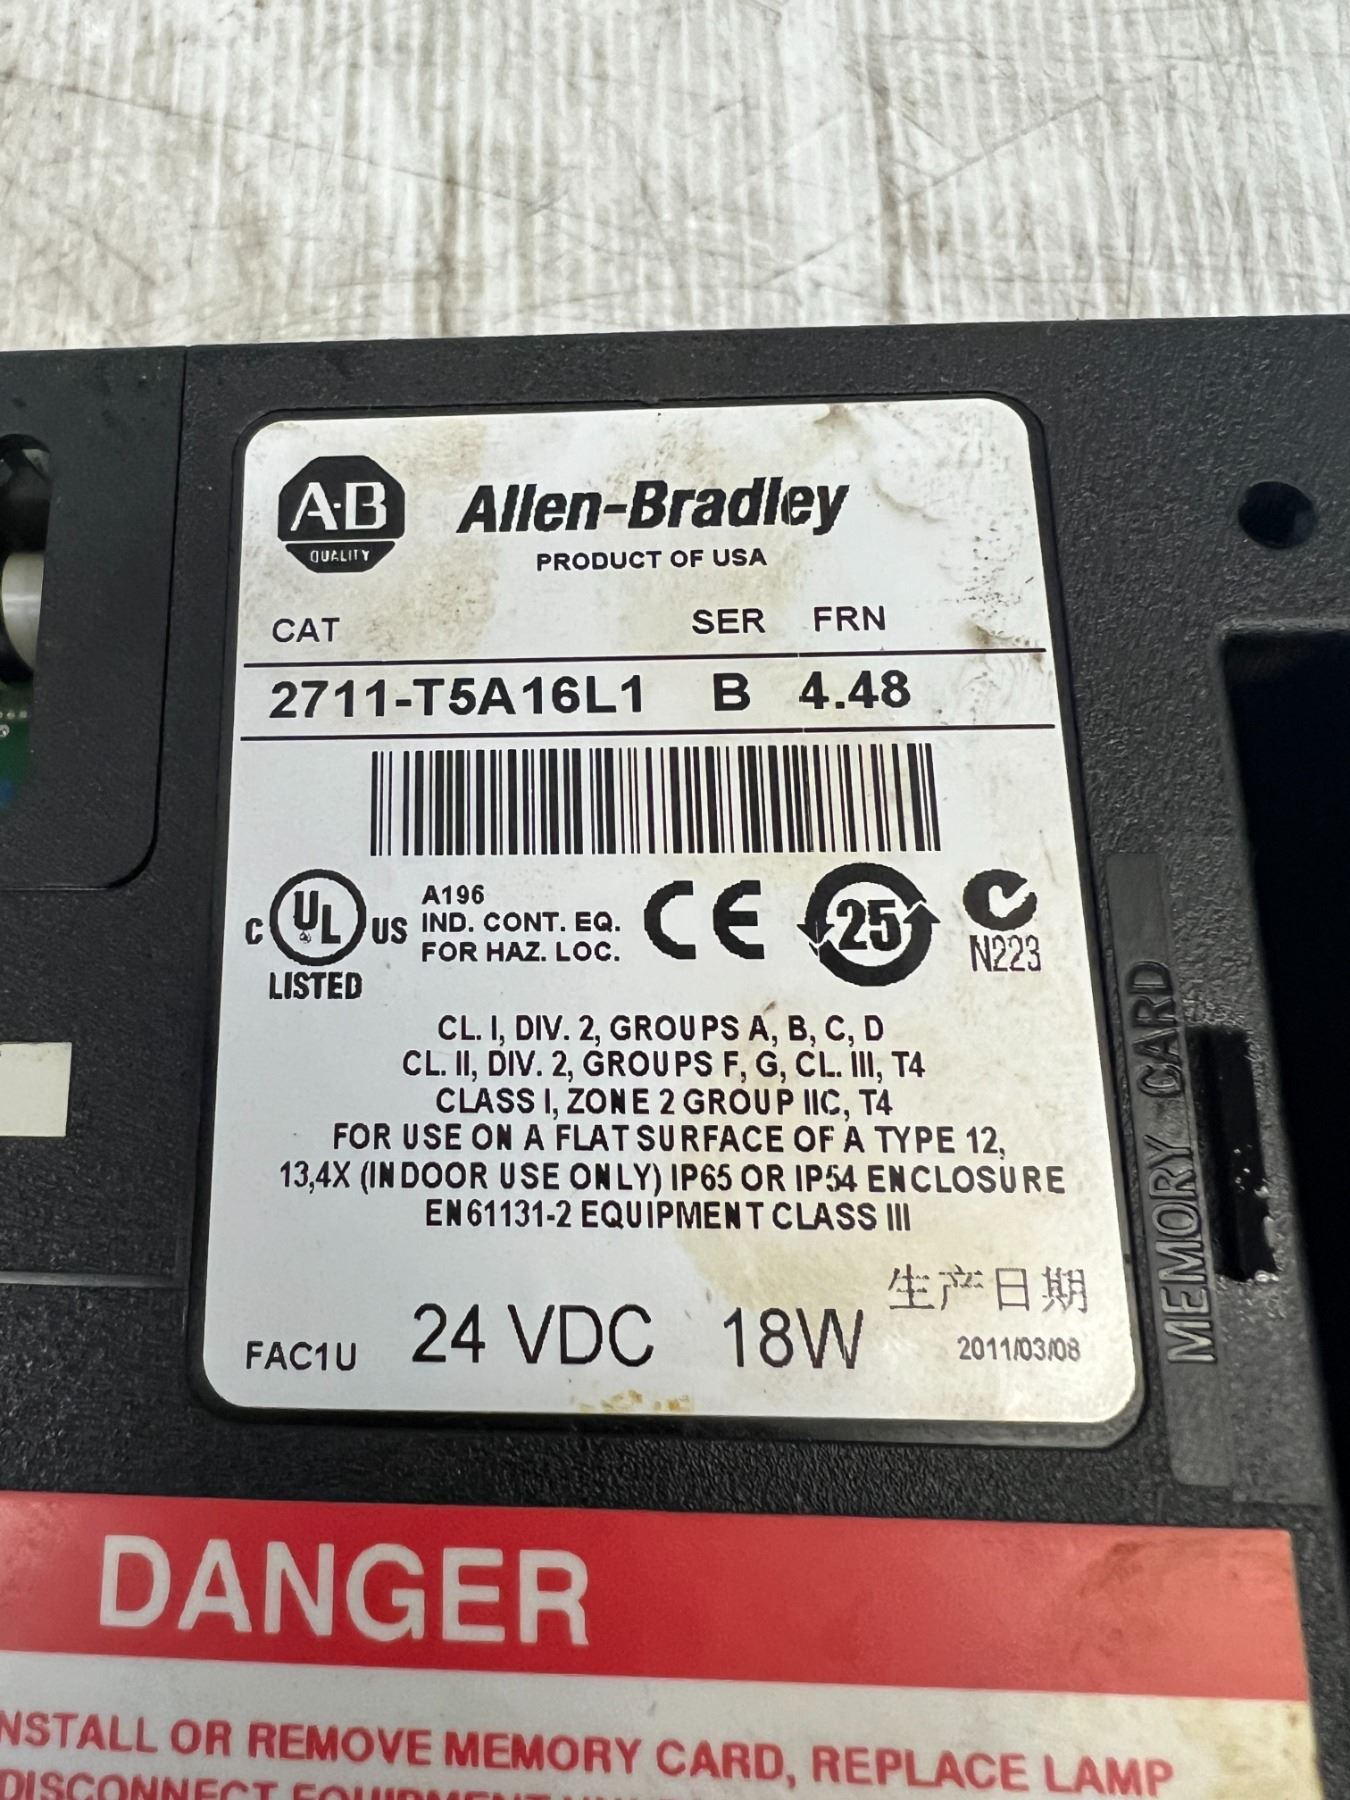 A·B
QUALITY
Allen-Bradley
PRODUCT OF USA
CAT SER FRN
2711-T5A16L1 B 4.48
C UL US
LISTED
A196
IND. CONT. EQ.
FOR HAZ. LOC.
CE
25
N223
CL. I, DIV. 2, GROUPS A, B, C, D
CL. II, DIV. 2, GROUPS F, G, CL. III, T4
CLASS I, ZONE 2 GROUP IIC, T4
FOR USE ON A FLAT SURFACE OF A TYPE 12,
13,4X (INDOOR USE ONLY) IP65 OR IP54 ENCLOSURE
EN61131-2 EQUIPMENT CLASS III
FAC1U 24 VDC 18W
生产日期
2011/03/08
MEMORY CARD
DANGER
NSTALL OR REMOVE MEMORY CARD, REPLACE LAMP
DISCONNECT EQUIPMENT